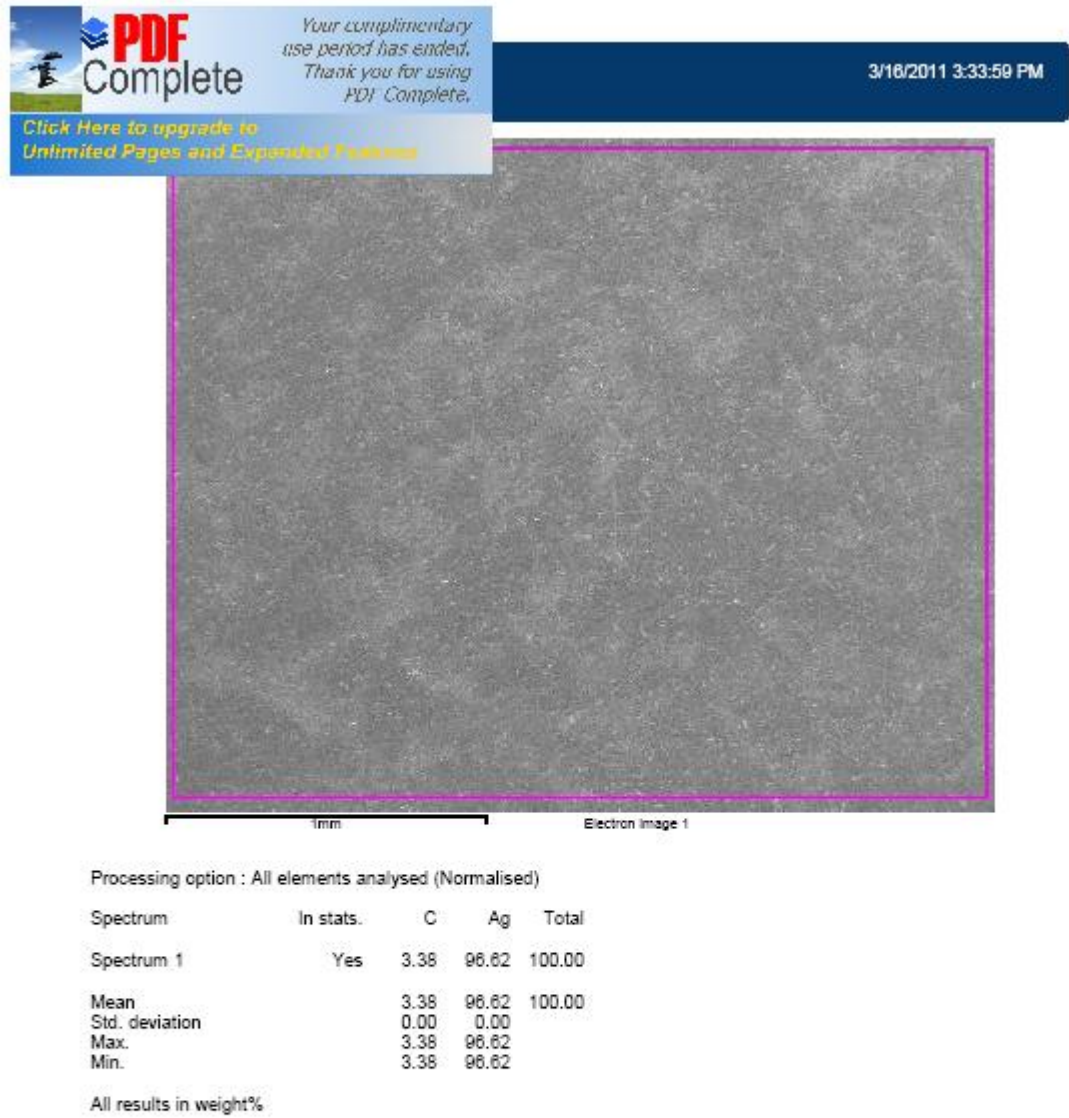 PDF
Complete
Your complimentary
use period has ended.
Thank you for using
PDF Complete.
Click Here to upgrade to
Unlimited Pages and Expanded Features
3/16/2011 3:33:59 PM
1mm
Electron Image 1
Processing option : All elements analysed (Normalised)
Spectrum In stats. C Ag Total
Spectrum 1 Yes 3.38 96.62 100.00
Mean 3.38 96.62 100.00
Std. deviation 0.00 0.00
Max. 3.38 96.62
Min. 3.38 96.62
All results in weight%